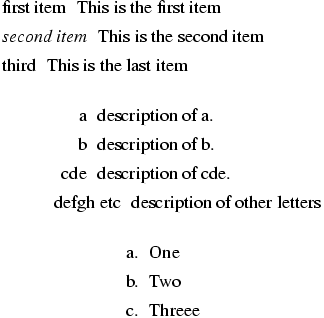 first item This is the first item
second item This is the second item
third This is the last item
a description of a.
b description of b.
cde description of cde.
defgh etc description of other letters
a. One
b. Two
c. Threee